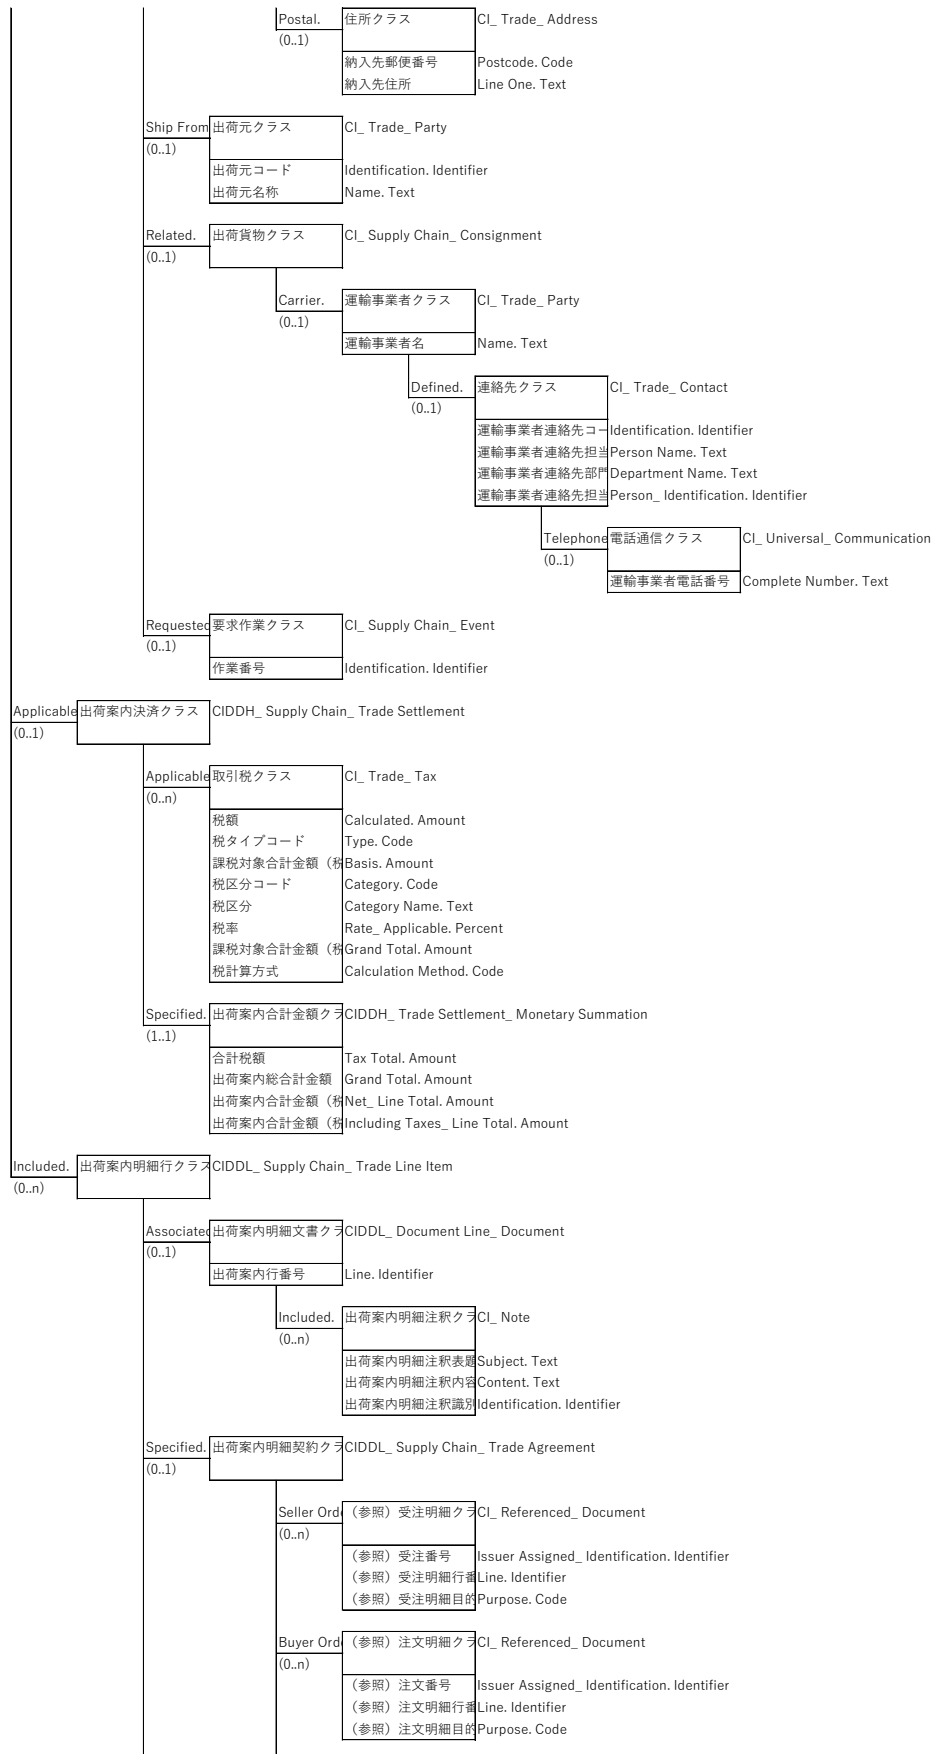 Postal. 住所クラス CI_ Trade_ Address
(0..1)
納入先郵便番号 Postcode. Code
納入先住所 Line One. Text
Ship From 出荷元クラス CI_ Trade_ Party
(0..1)
出荷元コード Identification. Identifier
出荷元名称 Name. Text
Related. 出荷貨物クラス CI_ Supply Chain_ Consignment
(0..1)
Carrier. 運輸事業者クラス CI_ Trade_ Party
(0..1)
運輸事業者名 Name. Text
Defined. 連絡先クラス CI_ Trade_ Contact
(0..1)
運輸事業者連絡先コー Identification. Identifier
運輸事業者連絡先担当 Person Name. Text
運輸事業者連絡先部門 Department Name. Text
運輸事業者連絡先担当 Person_ Identification. Identifier
Telephone 電話通信クラス CI_ Universal_ Communication
(0..1)
運輸事業者電話番号 Complete Number. Text
Requested 要求作業クラス CI_ Supply Chain_ Event
(0..1)
作業番号 Identification. Identifier
Applicable 出荷案内決済クラス CIDDH_ Supply Chain_ Trade Settlement
(0..1)
Applicable 取引税クラス CI_ Trade_ Tax
(0..n)
税額 Calculated. Amount
税タイプコード Type. Code
課税対象合計金額（税 Basis. Amount
税区分コード Category. Code
税区分 Category Name. Text
税率 Rate_ Applicable. Percent
課税対象合計金額（税 Grand Total. Amount
税計算方式 Calculation Method. Code
Specified. 出荷案内合計金額クラ CIDDH_ Trade Settlement_ Monetary Summation
(1..1)
合計税額 Tax Total. Amount
出荷案内総合計金額 Grand Total. Amount
出荷案内合計金額（税 Net_ Line Total. Amount
出荷案内合計金額（税 Including Taxes_ Line Total. Amount
Included. 出荷案内明細行クラス CIDDL_ Supply Chain_ Trade Line Item
(0..n)
Associated 出荷案内明細文書クラ CIDDL_ Document Line_ Document
(0..1)
出荷案内行番号 Line. Identifier
Included. 出荷案内明細注釈クラ CI_ Note
(0..n)
出荷案内明細注釈表題 Subject. Text
出荷案内明細注釈内容 Content. Text
出荷案内明細注釈識別 Identification. Identifier
Specified. 出荷案内明細契約クラ CIDDL_ Supply Chain_ Trade Agreement
(0..1)
Seller Ord （参照）受注明細クラ CI_ Referenced_ Document
(0..n)
（参照）受注番号 Issuer Assigned_ Identification. Identifier
（参照）受注明細行番 Line. Identifier
（参照）受注明細目的 Purpose. Code
Buyer Ord （参照）注文明細クラ CI_ Referenced_ Document
(0..n)
（参照）注文番号 Issuer Assigned_ Identification. Identifier
（参照）注文明細行番 Line. Identifier
（参照）注文明細目的 Purpose. Code